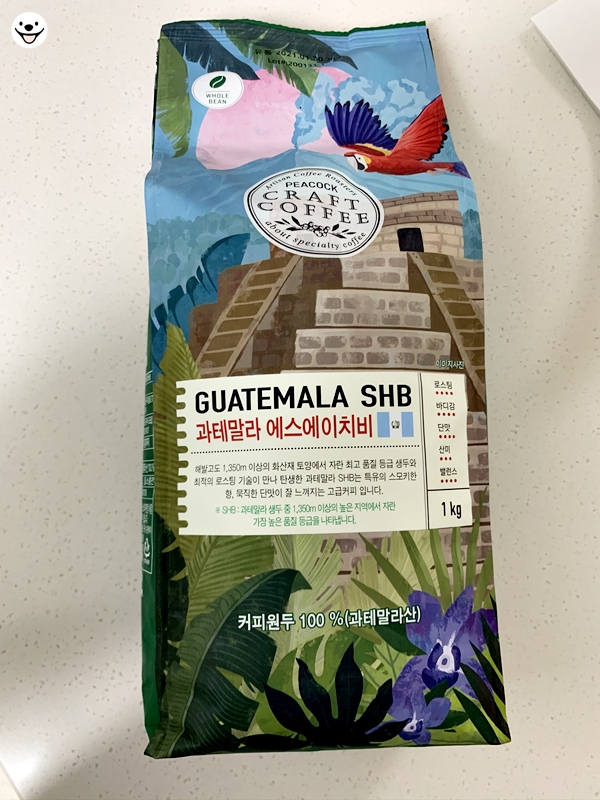 WHOLE
BEAN
Artisan Coffee Roasters
PEACOCK
CRAFT
COFFEE
about specialty coffee
이미지사진
GUATEMALA SHB
과테말라 에스에이치비
해발고도 1,350m 이상의 화산재 토양에서 자란 최고 품질 등급 생두와
최적의 로스팅 기술이 만나 탄생한 과테말라 SHB는 특유의 스모키한
향, 묵직한 단맛이 잘 느껴지는 고급커피 입니다.
※ SHB : 과테말라 생두 중 1,350m 이상의 높은 지역에서 자란
가장 높은 품질 등급을 나타냅니다.
로스팅
바디감
단맛
산미
밸런스
1 kg
커피원두 100 %(과테말라산)